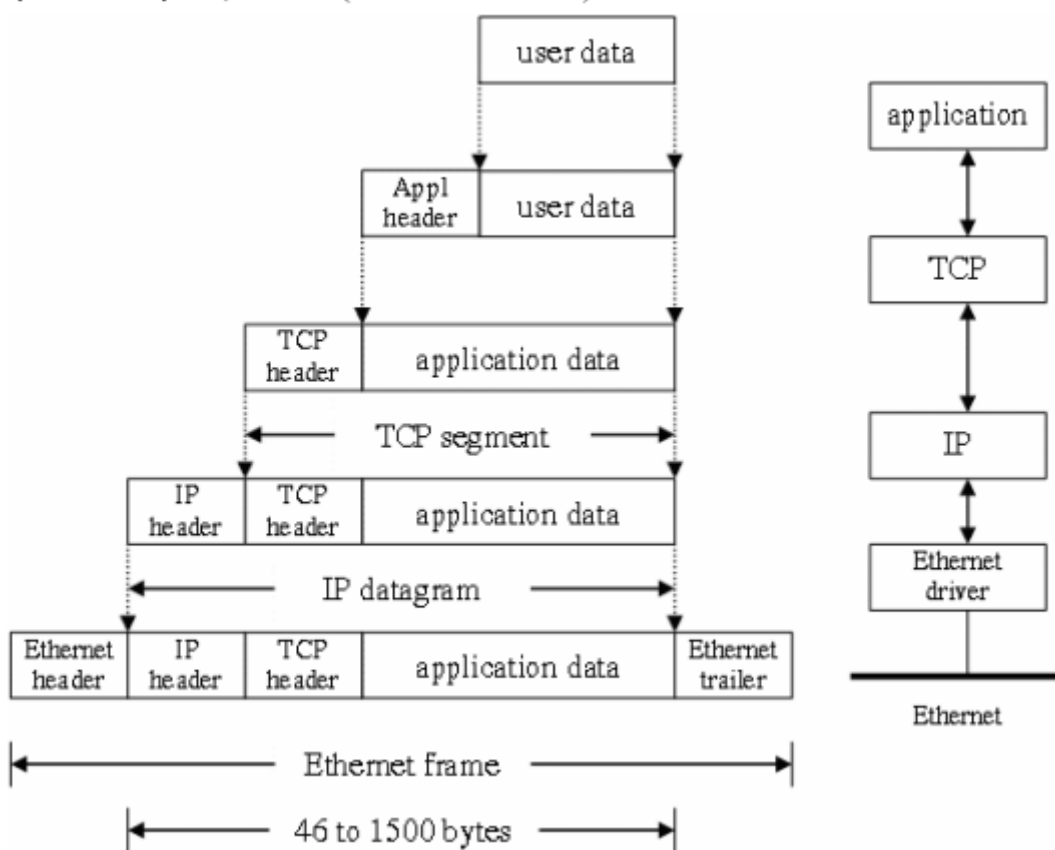 user data
application
Appl
header
user data
TCP
TCP
header
application data
TCP segment
IP
IP
header
TCP
header
application data
IP datagram
Ethernet
driver
Ethernet
header
IP
header
TCP
header
application data
Ethernet
trailer
Ethernet
Ethernet frame
46 to 1500 bytes